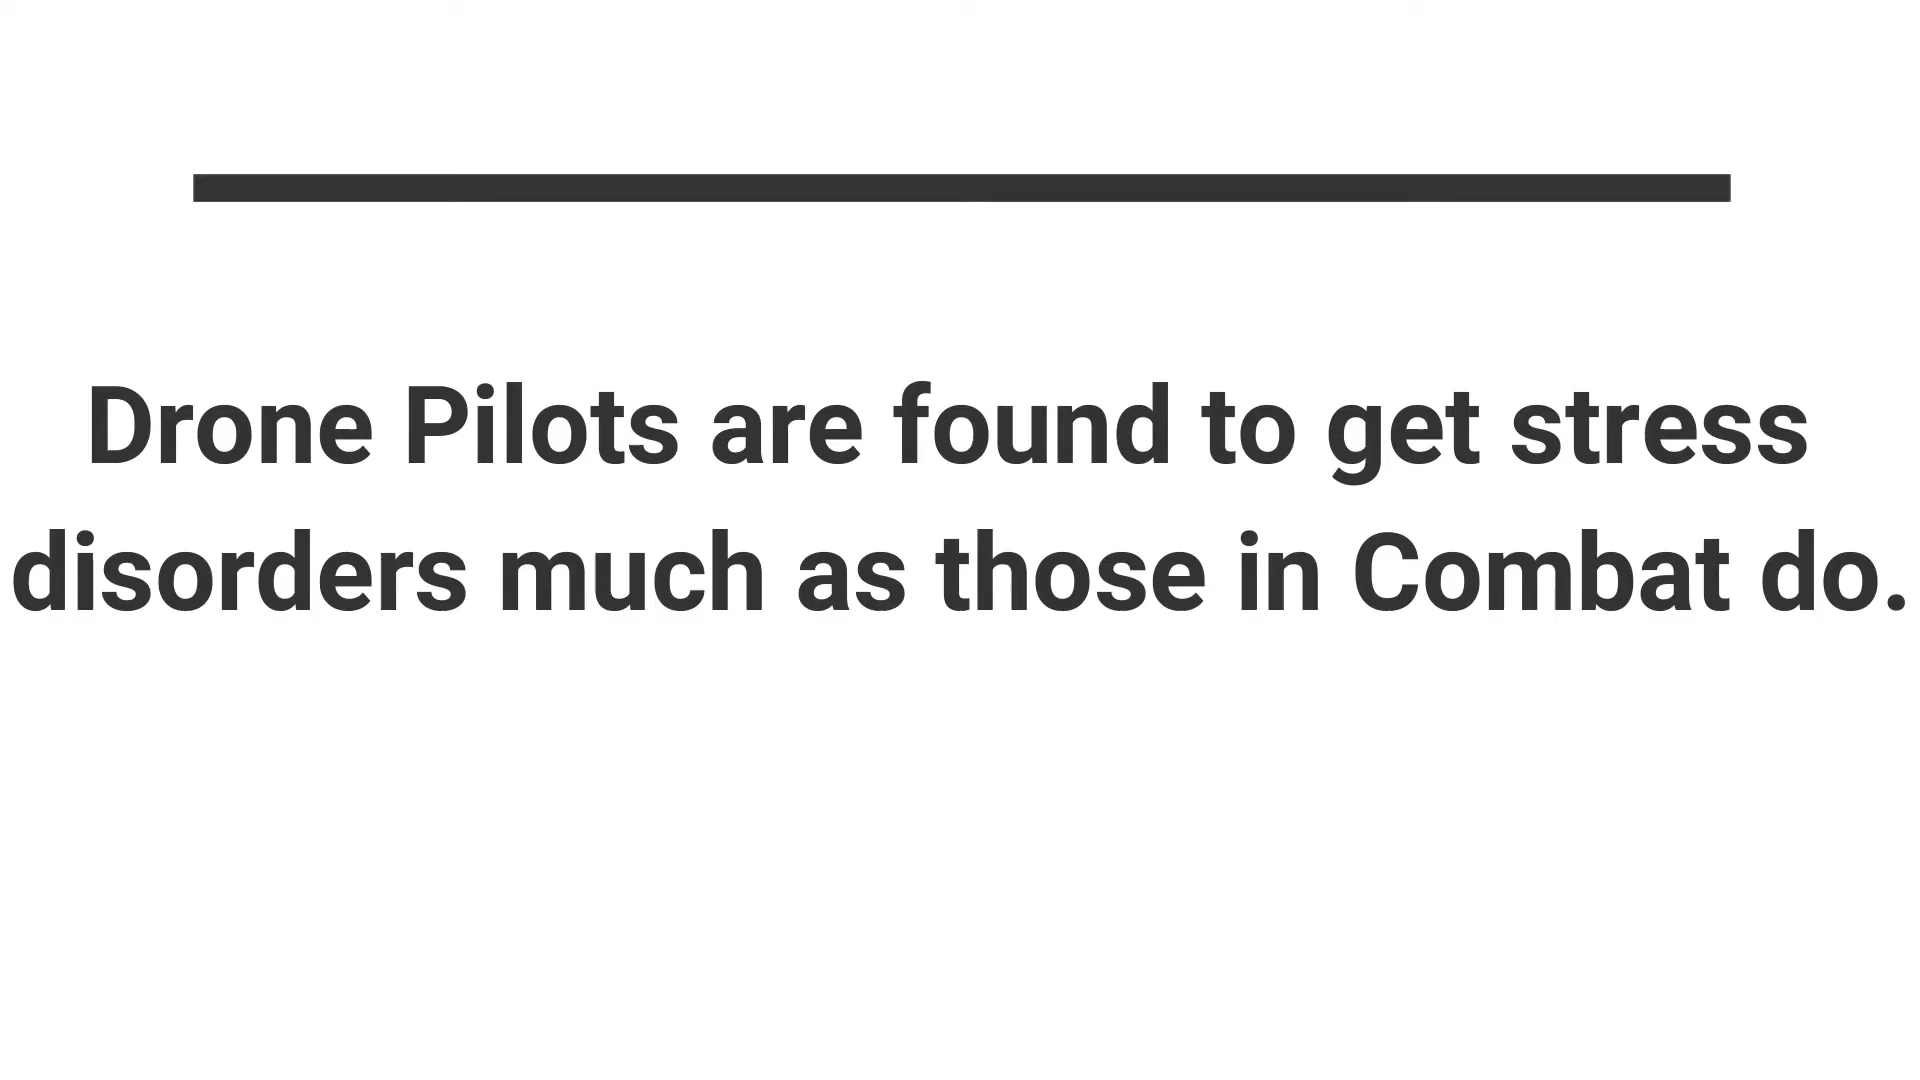 Drone Pilots are found to get stress
disorders much as those in Combat do.